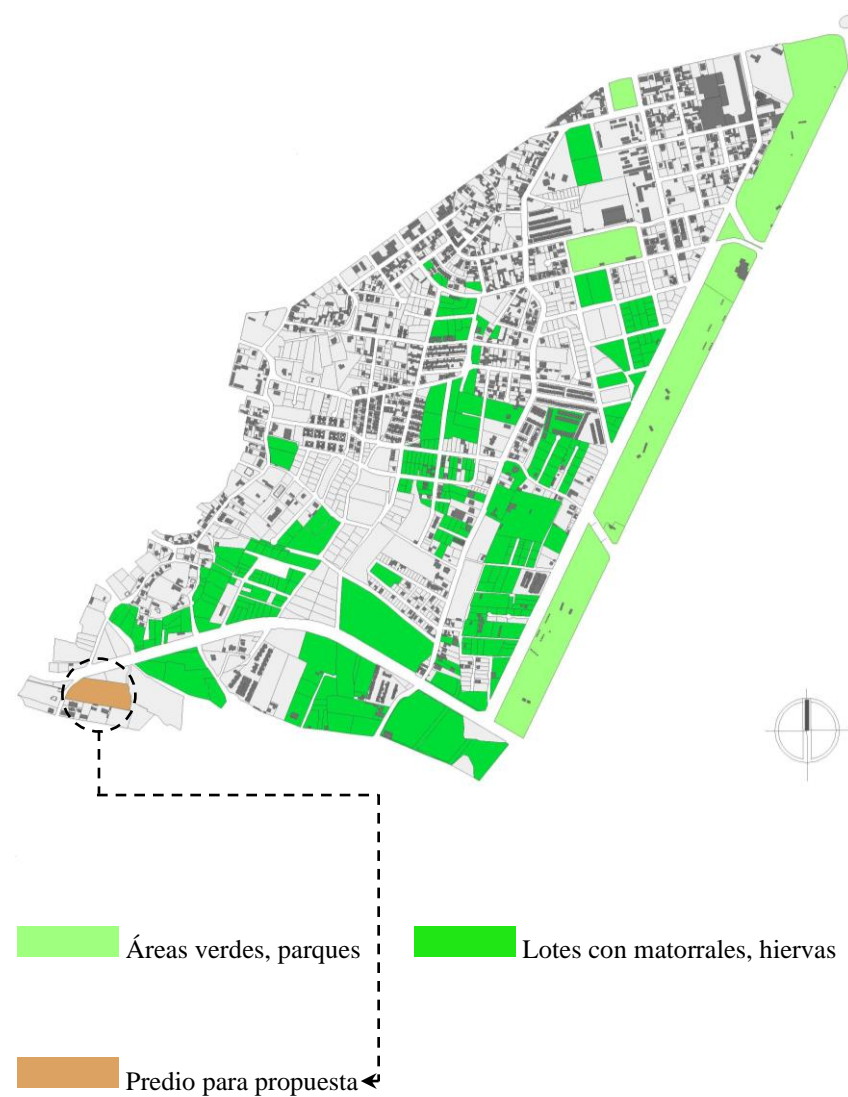 Áreas verdes, parques
Lotes con matorrales, hiervas
Predio para propuesta